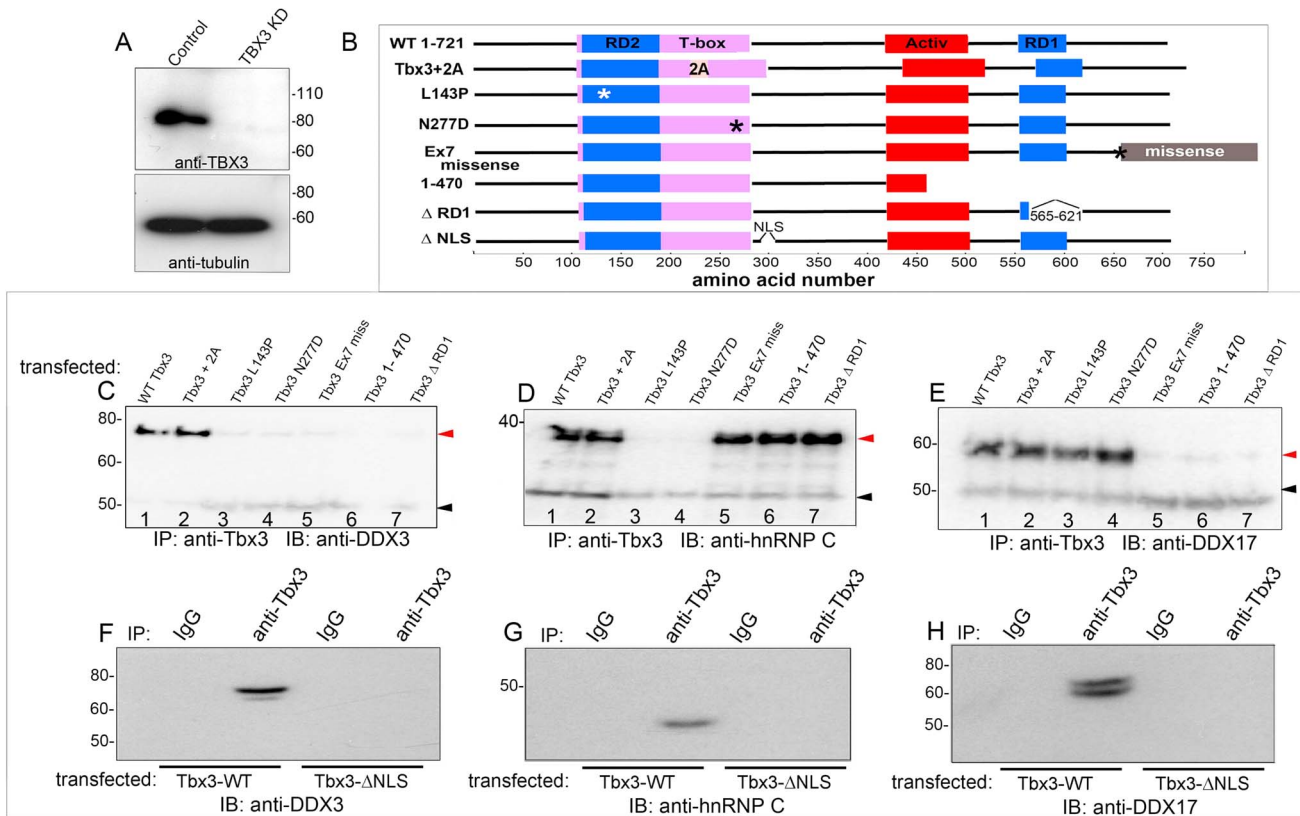 A
Control
TBX3 KD
-110
-80
-60
anti-TBX3
-80
-60
anti-tubulin
B
WT 1-721 RD2 T-box Activ RD1
Tbx3+2A 2A
L143P *
N277D *
Ex7 missense * missense
1-470
Δ RD1 565-621
Δ NLS NLS
50 100 150 200 250 300 350 400 450 500 550 600 650 700 750
amino acid number
transfected:
C
WT Tbx3
Tbx3 + 2A
Tbx3 L143P
Tbx3 N277D
Tbx3 Ex7 miss
Tbx3 1- 470
Tbx3 Δ RD1
80-
60-
50-
1 2 3 4 5 6 7
IP: anti-Tbx3 IB: anti-DDX3
D
WT Tbx3
Tbx3 + 2A
Tbx3 L143P
Tbx3 N277D
Tbx3 Ex7 miss
Tbx3 1- 470
Tbx3 Δ RD1
40-
1 2 3 4 5 6 7
IP: anti-Tbx3 IB: anti-hnRNP C
E
WT Tbx3
Tbx3 + 2A
Tbx3 L143P
Tbx3 N277D
Tbx3 Ex7 miss
Tbx3 1- 470
Tbx3 Δ RD1
60-
50-
1 2 3 4 5 6 7
IP: anti-Tbx3 IB: anti-DDX17
F
IP: IgG anti-Tbx3 IgG anti-Tbx3
80-
60-
50-
transfected: Tbx3-WT Tbx3-ΔNLS
IB: anti-DDX3
G
IP: IgG anti-Tbx3 IgG anti-Tbx3
50-
transfected: Tbx3-WT Tbx3-ΔNLS
IB: anti-hnRNP C
H
IP: IgG anti-Tbx3 IgG anti-Tbx3
80-
60-
50-
transfected: Tbx3-WT Tbx3-ΔNLS
IB: anti-DDX17